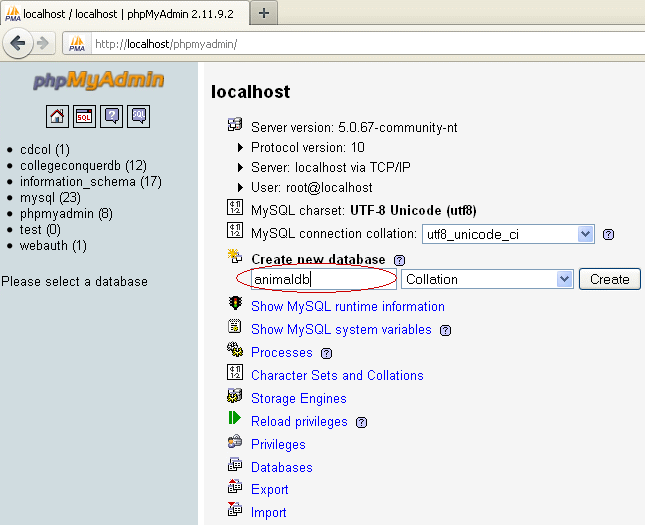 localhost / localhost | phpMyAdmin 2.11.9.2
http://localhost/phpmyadmin/
phpMyAdmin
SQL
SQL
cdcol (1)
collegeconquerdb (12)
information_schema (17)
mysql (23)
phpmyadmin (8)
test (0)
webauth (1)
Please select a database
localhost
Server version: 5.0.67-community-nt
Protocol version: 10
Server: localhost via TCP/IP
User: root@localhost
MySQL charset: UTF-8 Unicode (utf8)
MySQL connection collation: utf8_unicode_ci
Create new database
animaldb Collation Create
Show MySQL runtime information
Show MySQL system variables
Processes
Character Sets and Collations
Storage Engines
Reload privileges
Privileges
Databases
Export
Import